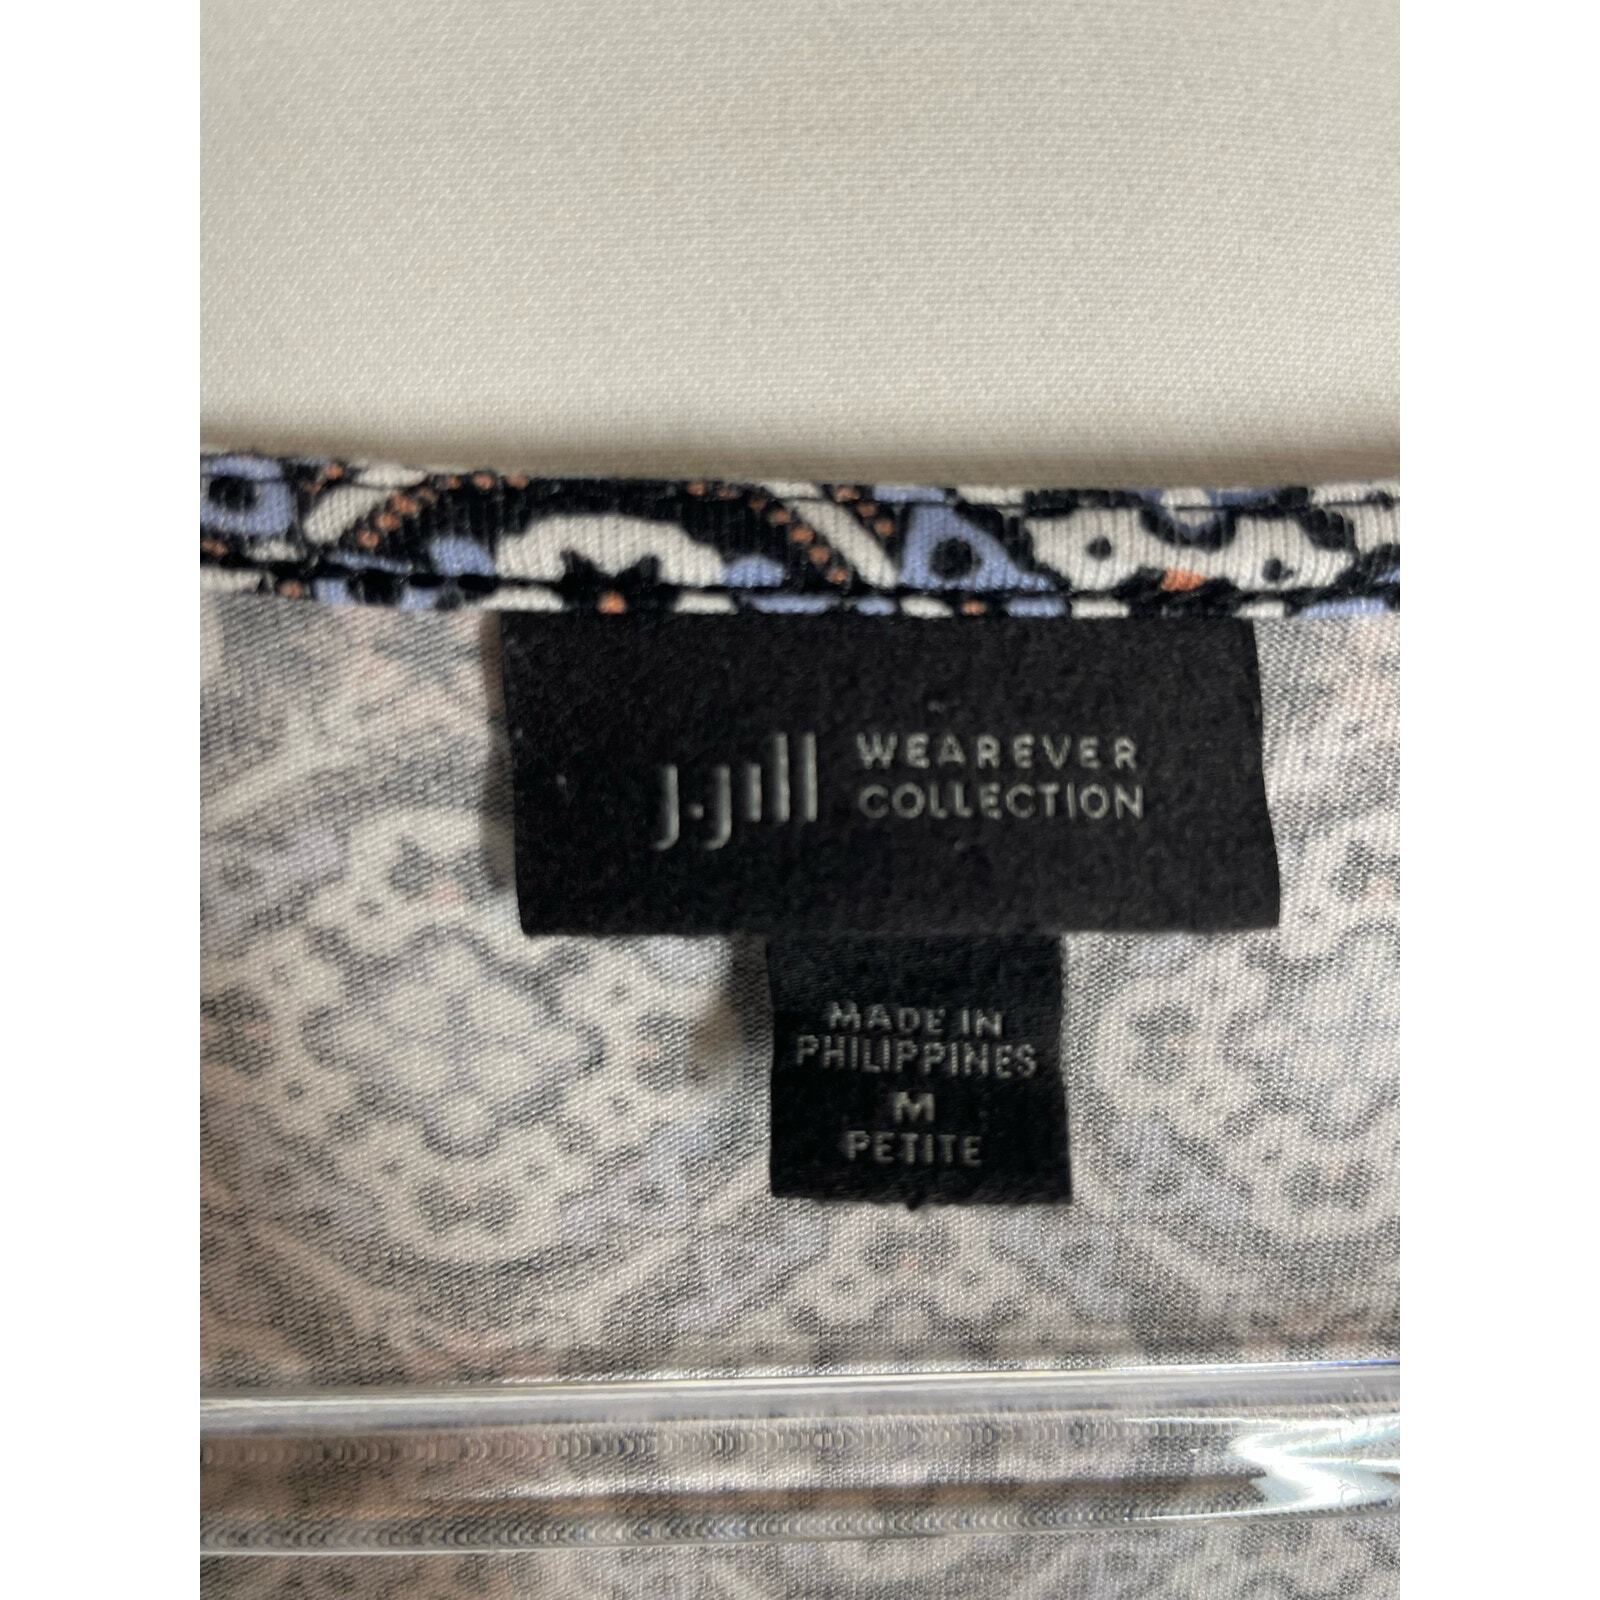 J.Jill
WEAREVER
COLLECTION
MADE IN
PHILIPPINES
M
PETITE